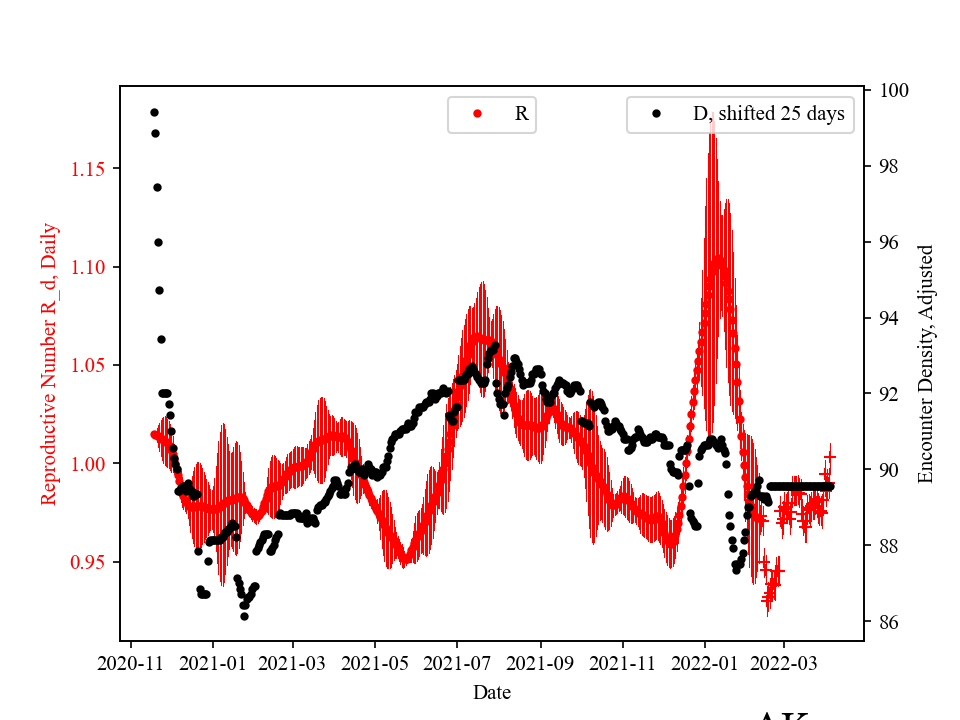 R
D, shifted 25 days
Reproductive Number R_d, Daily
1.15
1.10
1.05
1.00
0.95
100
98
96
94
92
90
88
86
Encounter Density, Adjusted
2020-11 2021-01 2021-03 2021-05 2021-07 2021-09 2021-11 2022-01 2022-03
Date
AK